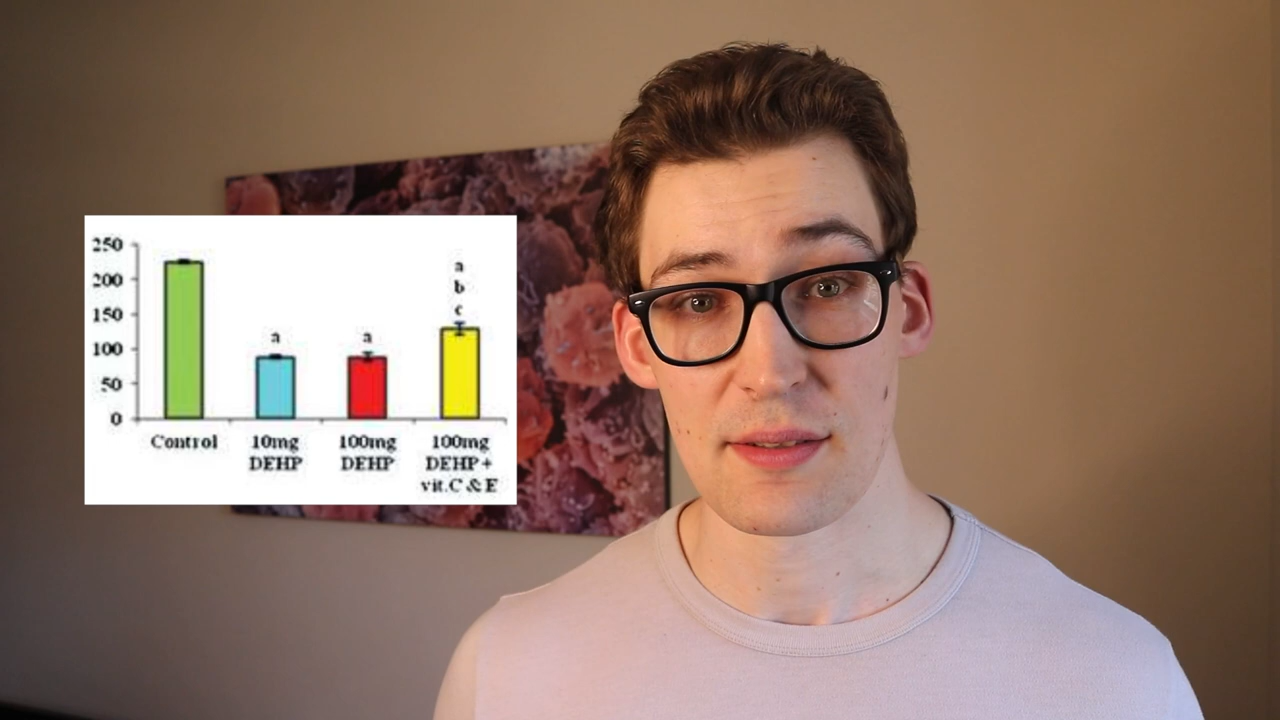 250
200
150
100
50
0
a
a
a
b
c
Control
10mg
DEHP
100mg
DEHP
100mg
DEHP +
vit.C & E